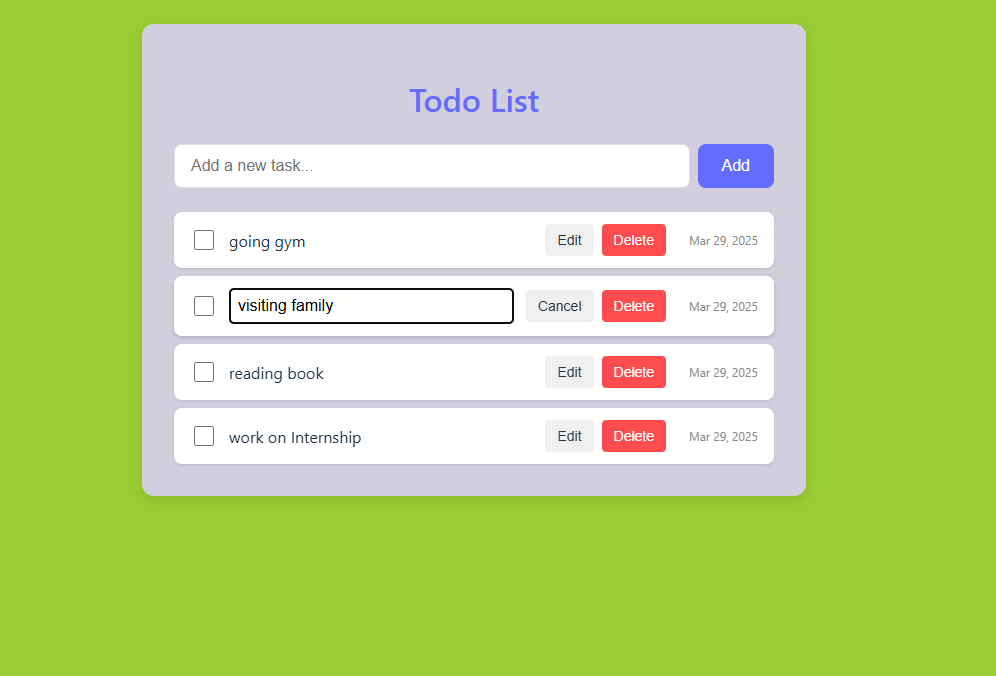 Todo List
Add a new task...
Add
going gym Edit Delete Mar 29, 2025
visiting family Cancel Delete Mar 29, 2025
reading book Edit Delete Mar 29, 2025
work on Internship Edit Delete Mar 29, 2025